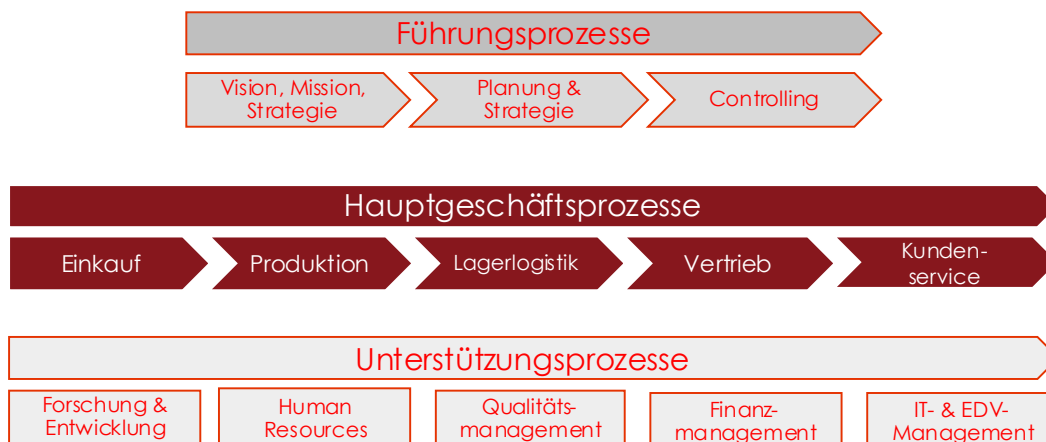 Führungsprozesse
Vision, Mission,
Strategie
Planung &
Strategie
Controlling
Hauptgeschäftsprozesse
Einkauf
Produktion
Lagerlogistik
Vertrieb
Kunden-
service
Unterstützungsprozesse
Forschung &
Entwicklung
Human
Resources
Qualitäts-
management
Finanz-
management
IT- & EDV-
Management